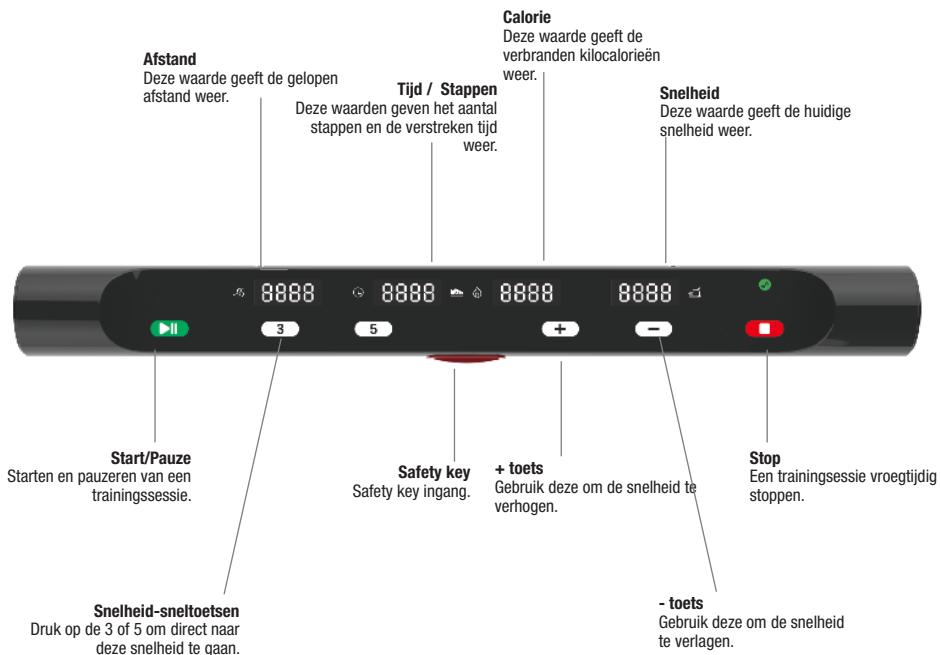 Calorie
Deze waarde geeft de
verbranden kilocalorieën
weer.
Afstand
Deze waarde geeft de gelopen
afstand weer.
Tijd / Stappen
Deze waarden geven het aantal
stappen en de verstreken tijd
weer.
Snelheid
Deze waarde geeft de huidige
snelheid weer.
8888 8888 8888 8888
3 5 + −
Start/Pauze
Starten en pauzeren van een
trainingssessie.
Safety key
Safety key ingang.
+ toets
Gebruik deze om de snelheid te
verhogen.
Stop
Een trainingsessie vroegtijdig
stoppen.
Snelheid-sneltoetsen
Druk op de 3 of 5 om direct naar
deze snelheid te gaan.
- toets
Gebruik deze om de snelheid
te verlagen.